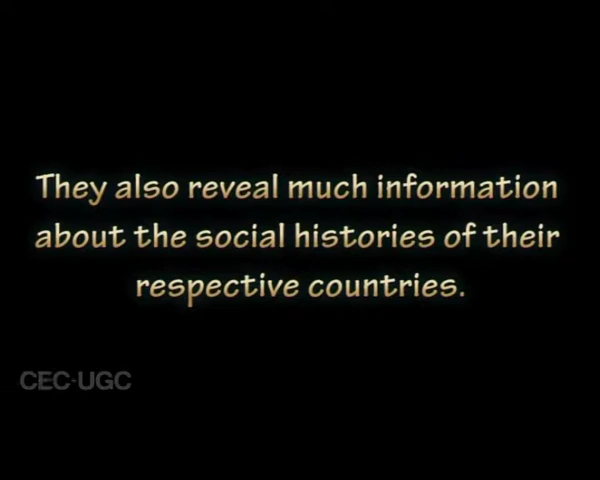 They also reveal much information
about the social histories of their
respective countries.
CEC-UGC